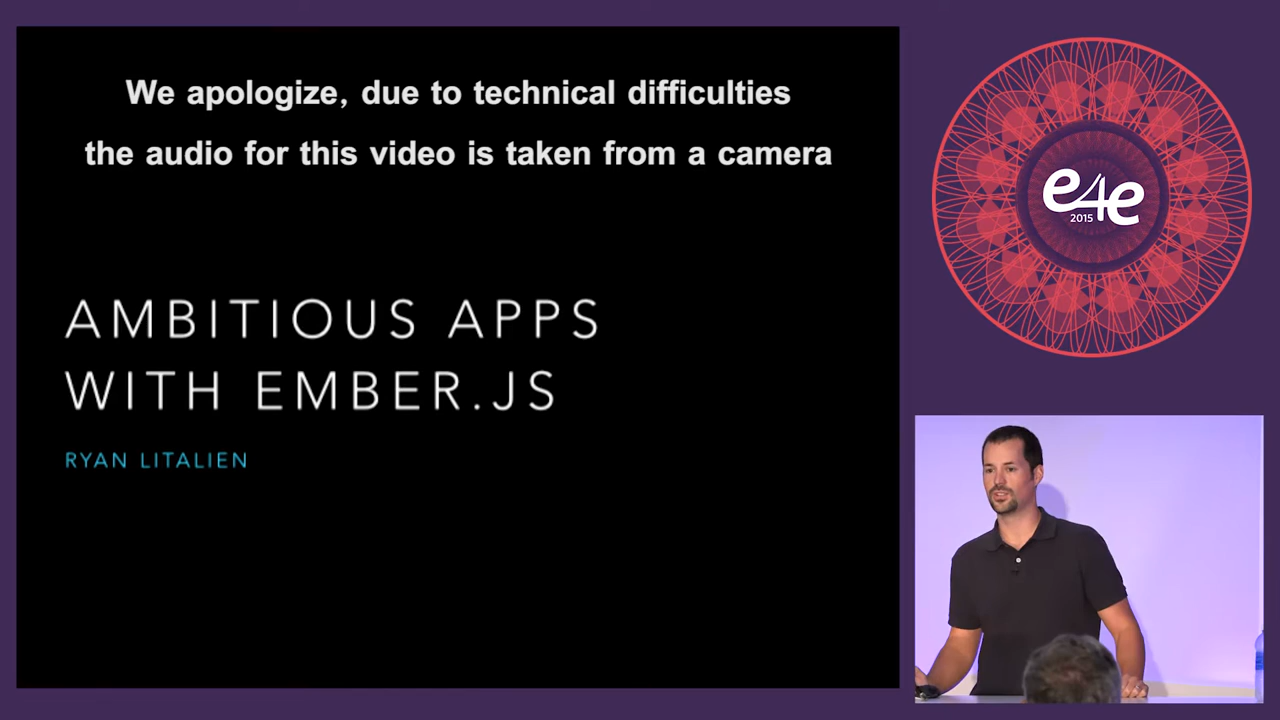 We apologize, due to technical difficulties
the audio for this video is taken from a camera
AMBITIOUS APPS
WITH EMBER.JS
RYAN LITALIEN
e4e
2015